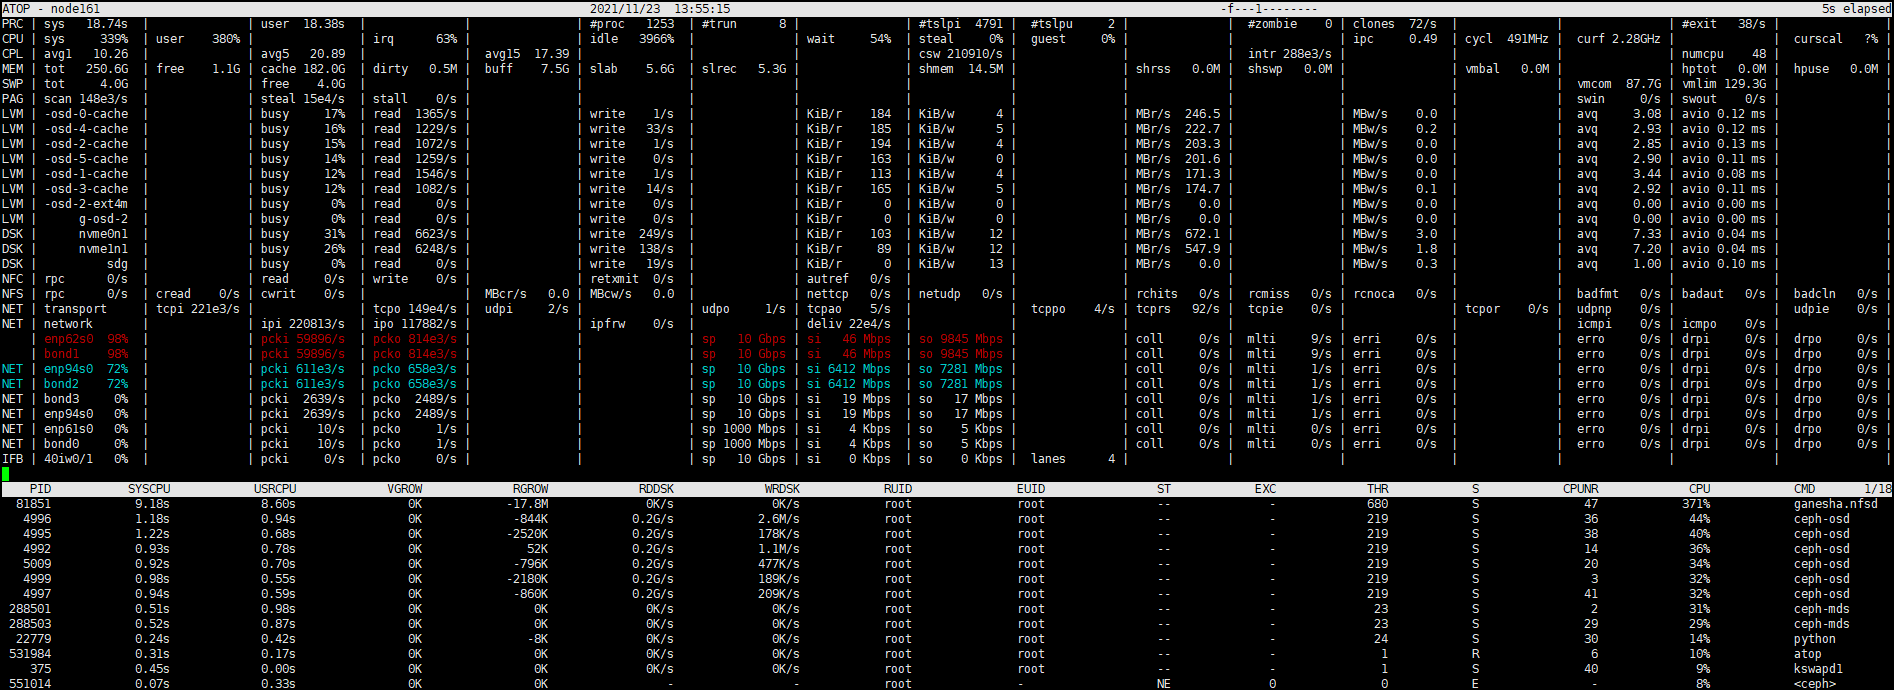 ATOP - node161 2021/11/23 13:55:15 -f---1-------- 5s elapsed
PRC | sys 18.74s | | user 18.38s | | | #proc 1253 | #trun 8 | | #tslpi 4791 | #tslpu 2 | | #zombie 0 | clones 72/s | | | #exit 38/s | |
CPU | sys 339% | user 380% | | irq 63% | | idle 3966% | | wait 54% | steal 0% | guest 0% | | | ipc 0.49 | cycl 491MHz | curf 2.28GHz | | curscal ?% |
CPL | avg1 10.26 | | avg5 20.89 | | avg15 17.39 | | | | csw 210910/s | | | intr 288e3/s | | | | numcpu 48 | |
MEM | tot 250.6G | free 1.1G | cache 182.0G | dirty 0.5M | buff 7.5G | slab 5.6G | slrec 5.3G | | shmem 14.5M | | shrss 0.0M | shswp 0.0M | | vmbal 0.0M | | hptot 0.0M | hpuse 0.0M |
SWP | tot 4.0G | | free 4.0G | | | | | | | | | | | | vmcom 87.7G | vmlim 129.3G | |
PAG | scan 148e3/s | | steal 15e4/s | stall 0/s | | | | | | | | | | | swin 0/s | swout 0/s | |
LVM | -osd-0-cache | | busy 17% | read 1365/s | | write 1/s | | KiB/r 184 | KiB/w 4 | | MBr/s 246.5 | | MBw/s 0.0 | | avq 3.08 | avio 0.12 ms | |
LVM | -osd-4-cache | | busy 16% | read 1229/s | | write 33/s | | KiB/r 185 | KiB/w 5 | | MBr/s 222.7 | | MBw/s 0.2 | | avq 2.93 | avio 0.12 ms | |
LVM | -osd-2-cache | | busy 15% | read 1072/s | | write 1/s | | KiB/r 194 | KiB/w 4 | | MBr/s 203.3 | | MBw/s 0.0 | | avq 2.85 | avio 0.13 ms | |
LVM | -osd-5-cache | | busy 14% | read 1259/s | | write 0/s | | KiB/r 163 | KiB/w 0 | | MBr/s 201.6 | | MBw/s 0.0 | | avq 2.90 | avio 0.11 ms | |
LVM | -osd-1-cache | | busy 12% | read 1546/s | | write 1/s | | KiB/r 113 | KiB/w 4 | | MBr/s 171.3 | | MBw/s 0.0 | | avq 3.44 | avio 0.08 ms | |
LVM | -osd-3-cache | | busy 12% | read 1082/s | | write 14/s | | KiB/r 165 | KiB/w 5 | | MBr/s 174.7 | | MBw/s 0.1 | | avq 2.92 | avio 0.11 ms | |
LVM | -osd-2-ext4m | | busy 0% | read 0/s | | write 0/s | | KiB/r 0 | KiB/w 0 | | MBr/s 0.0 | | MBw/s 0.0 | | avq 0.00 | avio 0.00 ms | |
LVM | g-osd-2 | | busy 0% | read 0/s | | write 0/s | | KiB/r 0 | KiB/w 0 | | MBr/s 0.0 | | MBw/s 0.0 | | avq 0.00 | avio 0.00 ms | |
DSK | nvme0n1 | | busy 31% | read 6623/s | | write 249/s | | KiB/r 103 | KiB/w 12 | | MBr/s 672.1 | | MBw/s 3.0 | | avq 7.33 | avio 0.04 ms | |
DSK | nvme1n1 | | busy 26% | read 6248/s | | write 138/s | | KiB/r 89 | KiB/w 12 | | MBr/s 547.9 | | MBw/s 1.8 | | avq 7.20 | avio 0.04 ms | |
DSK | sdg | | busy 0% | read 0/s | | write 19/s | | KiB/r 0 | KiB/w 13 | | MBr/s 0.0 | | MBw/s 0.3 | | avq 1.00 | avio 0.10 ms | |
NFC | rpc 0/s | | read 0/s | write 0/s | | retxmit 0/s | | autref 0/s | | | | | | | | | |
NFS | rpc 0/s | cread 0/s | cwrit 0/s | | MBcr/s 0.0 | MBcw/s 0.0 | | nettcp 0/s | netudp 0/s | | rchits 0/s | rcmiss 0/s | rcnoca 0/s | | badfmt 0/s | badaut 0/s | badcln 0/s |
NET | transport | tcpi 221e3/s | | tcpo 149e4/s | udpi 2/s | | udpo 1/s | tcpao 5/s | | tcppo 4/s | tcprs 92/s | tcpie 0/s | | tcpor 0/s | udpnp 0/s | | udpie 0/s |
NET | network | | ipi 220813/s | ipo 117882/s | | ipfrw 0/s | | deliv 22e4/s | | | | | | | icmpi 0/s | icmpo 0/s | |
enp62s0 98% | | pcki 59896/s | pcko 814e3/s | | | sp 10 Gbps | si 46 Mbps | so 9845 Mbps | | coll 0/s | mlti 9/s | erri 0/s | | erro 0/s | drpi 0/s | drpo 0/s |
bond1 98% | | pcki 59896/s | pcko 814e3/s | | | sp 10 Gbps | si 46 Mbps | so 9845 Mbps | | coll 0/s | mlti 9/s | erri 0/s | | erro 0/s | drpi 0/s | drpo 0/s |
NET | enp94s0 72% | | pcki 611e3/s | pcko 658e3/s | | | sp 10 Gbps | si 6412 Mbps | so 7281 Mbps | | coll 0/s | mlti 1/s | erri 0/s | | erro 0/s | drpi 0/s | drpo 0/s |
NET | bond2 72% | | pcki 611e3/s | pcko 658e3/s | | | sp 10 Gbps | si 6412 Mbps | so 7281 Mbps | | coll 0/s | mlti 1/s | erri 0/s | | erro 0/s | drpi 0/s | drpo 0/s |
NET | bond3 0% | | pcki 2639/s | pcko 2489/s | | | sp 10 Gbps | si 19 Mbps | so 17 Mbps | | coll 0/s | mlti 1/s | erri 0/s | | erro 0/s | drpi 0/s | drpo 0/s |
NET | enp94s0 0% | | pcki 2639/s | pcko 2489/s | | | sp 10 Gbps | si 19 Mbps | so 17 Mbps | | coll 0/s | mlti 1/s | erri 0/s | | erro 0/s | drpi 0/s | drpo 0/s |
NET | enp61s0 0% | | pcki 10/s | pcko 1/s | | | sp 1000 Mbps | si 4 Kbps | so 5 Kbps | | coll 0/s | mlti 0/s | erri 0/s | | erro 0/s | drpi 0/s | drpo 0/s |
NET | bond0 0% | | pcki 10/s | pcko 1/s | | | sp 1000 Mbps | si 4 Kbps | so 5 Kbps | | coll 0/s | mlti 0/s | erri 0/s | | erro 0/s | drpi 0/s | drpo 0/s |
IFB | 40iw0/1 0% | | pcki 0/s | pcko 0/s | | | sp 10 Gbps | si 0 Kbps | so 0 Kbps | lanes 4 | | | | | | | |
PID SYSCPU USRCPU VGROW RGROW RDDSK WRDSK RUID EUID ST EXC THR S CPUNR CPU CMD 1/18
81851 9.18s 8.60s 0K -17.8M 0K/s 0K/s root root -- - 680 S 47 371% ganesha.nfsd
4996 1.18s 0.94s 0K -844K 0.2G/s 2.6M/s root root -- - 219 S 36 44% ceph-osd
4995 1.22s 0.68s 0K -2520K 0.2G/s 178K/s root root -- - 219 S 38 40% ceph-osd
4992 0.93s 0.78s 0K 52K 0.2G/s 1.1M/s root root -- - 219 S 14 36% ceph-osd
5009 0.92s 0.70s 0K -796K 0.2G/s 477K/s root root -- - 219 S 20 34% ceph-osd
4999 0.98s 0.55s 0K -2180K 0.2G/s 189K/s root root -- - 219 S 3 32% ceph-osd
4997 0.94s 0.59s 0K -860K 0.2G/s 209K/s root root -- - 219 S 41 32% ceph-osd
288501 0.51s 0.98s 0K 0K 0K/s 0K/s root root -- - 23 S 2 31% ceph-mds
288503 0.52s 0.87s 0K 0K 0K/s 0K/s root root -- - 23 S 29 29% ceph-mds
22779 0.24s 0.42s 0K -8K 0K/s 0K/s root root -- - 24 S 30 14% python
531984 0.31s 0.17s 0K 0K 0K/s 0K/s root root -- - 1 R 6 10% atop
375 0.45s 0.00s 0K 0K 0K/s 0K/s root root -- - 1 S 40 9% kswapd1
551014 0.07s 0.33s 0K 0K - - root - NE 0 0 E - 8% <ceph>